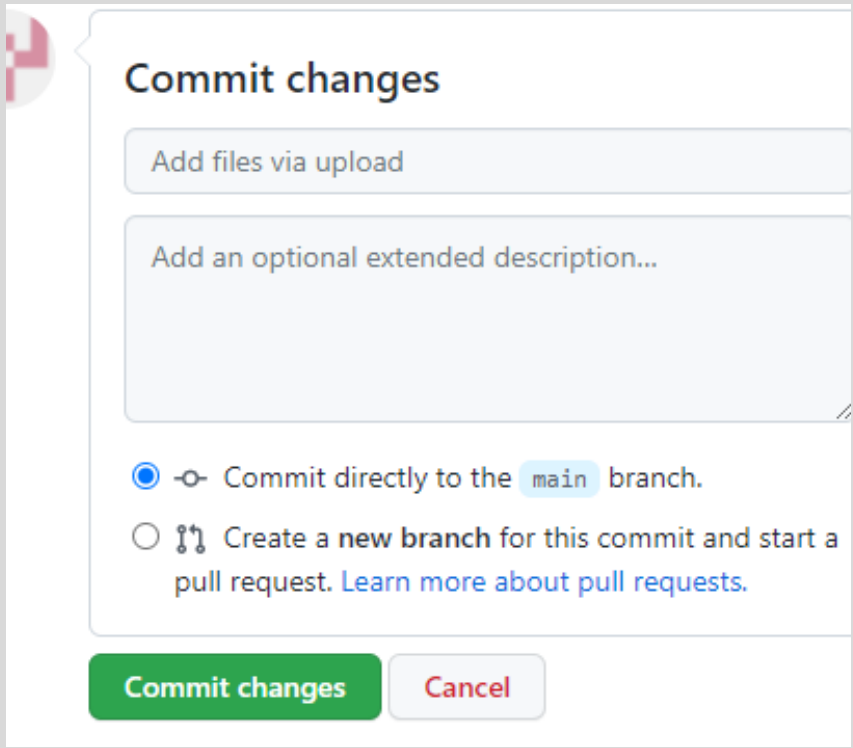 Commit changes
Add files via upload
Add an optional extended description...
Commit directly to the main branch.
Create a new branch for this commit and start a
pull request. Learn more about pull requests.
Commit changes
Cancel